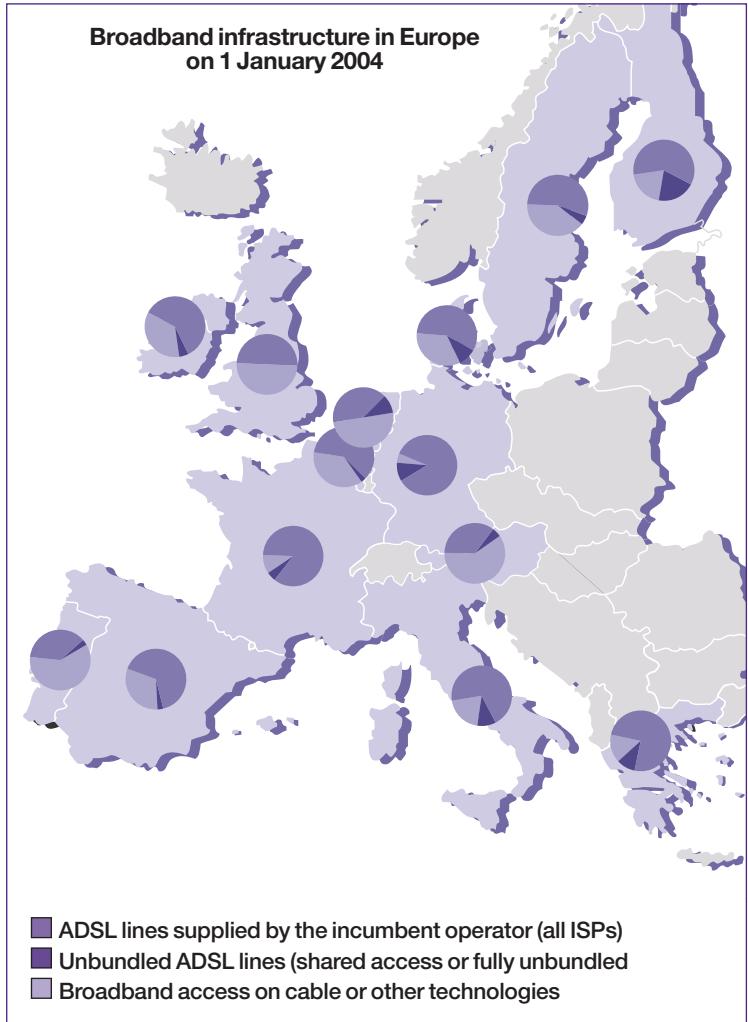 Broadband infrastructure in Europe
on 1 January 2004
ADSL lines supplied by the incumbent operator (all ISPs)
Unbundled ADSL lines (shared access or fully unbundled
Broadband access on cable or other technologies